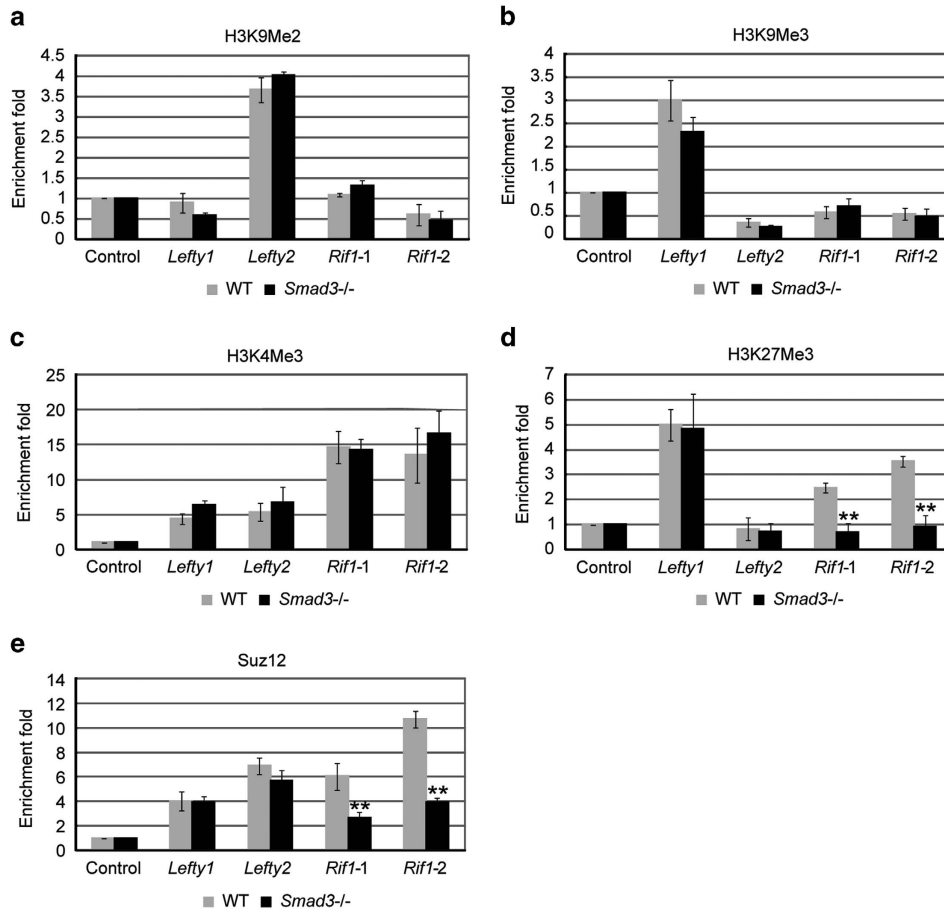 a
H3K9Me2
Enrichment fold
4.5
4
3.5
3
2.5
2
1.5
1
0.5
0
Control Lefty1 Lefty2 Rif1-1 Rif1-2
WT Smad3-/-
b
H3K9Me3
Enrichment fold
4
3.5
3
2.5
2
1.5
1
0.5
0
Control Lefty1 Lefty2 Rif1-1 Rif1-2
WT Smad3-/-
c
H3K4Me3
Enrichment fold
25
20
15
10
5
0
Control Lefty1 Lefty2 Rif1-1 Rif1-2
WT Smad3-/-
d
H3K27Me3
Enrichment fold
7
6
5
4
3
2
1
0
**
**
Control Lefty1 Lefty2 Rif1-1 Rif1-2
WT Smad3-/-
e
Suz12
Enrichment fold
14
12
10
8
6
4
2
0
**
**
Control Lefty1 Lefty2 Rif1-1 Rif1-2
WT Smad3-/-